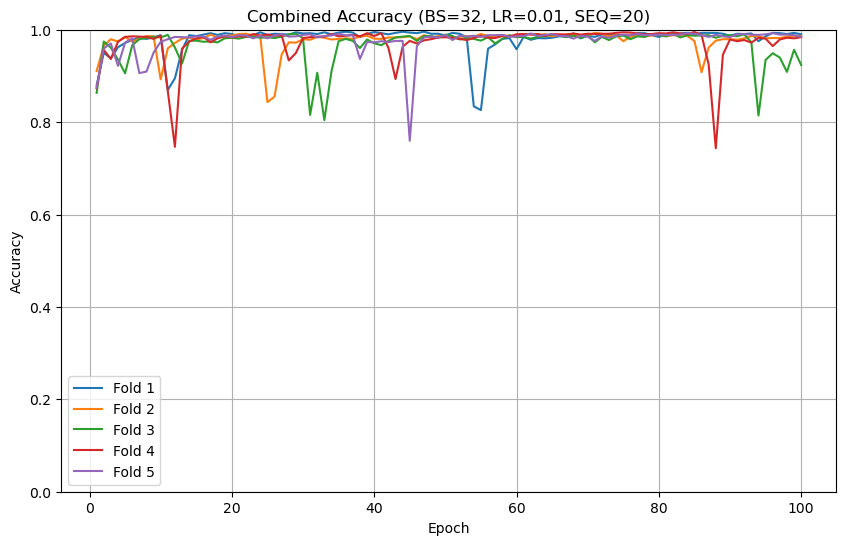 Combined Accuracy (BS=32, LR=0.01, SEQ=20)
Accuracy
1.0
0.8
0.6
0.4
0.2
0.0
Fold 1
Fold 2
Fold 3
Fold 4
Fold 5
0 20 40 60 80 100
Epoch